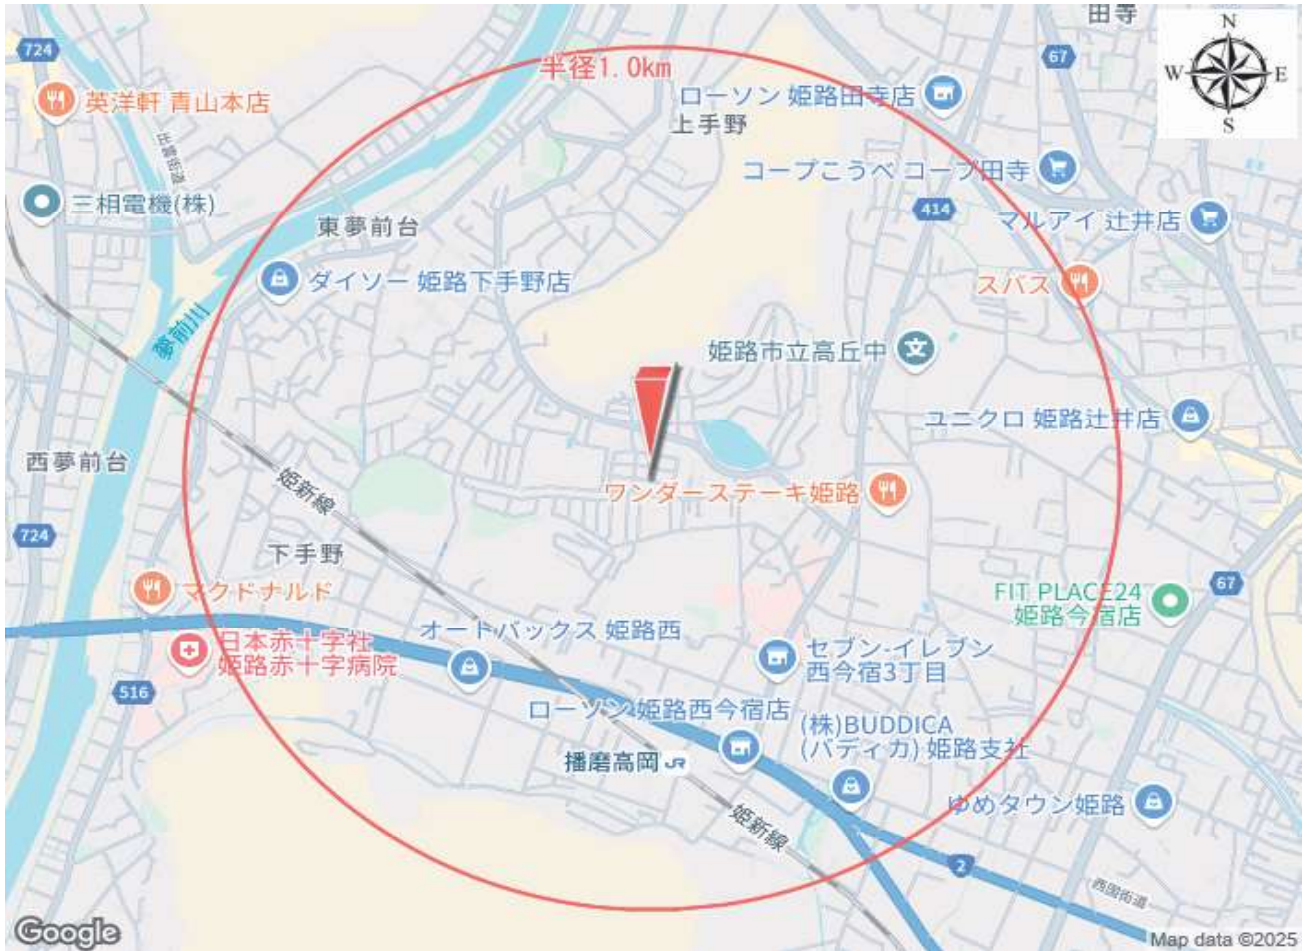 724
田寺
N
W
E
S
半径1.0km
67
英洋軒 青山本店
ローソン 姫路田寺店
上手野
コープこうべ コープ田寺
三相電機(株)
414
マルアイ 辻井店
東夢前台
ダイソー 姫路下手野店
スパス
夢前川
姫路市立高丘中
文
ユニクロ 姫路辻井店
西夢前台
姫新線
ワンダーステーキ姫路
724
下手野
マクドナルド
67
FIT PLACE24
姫路今宿店
オートバックス 姫路西
日本赤十字社
姫路赤十字病院
セブン-イレブン
西今宿3丁目
516
ローソン 姫路西今宿店
(株)BUDDICA
(バディカ) 姫路支社
播磨高岡 JR
ゆめタウン姫路
姫新線
2
西国街道
Google
Map data ©2025